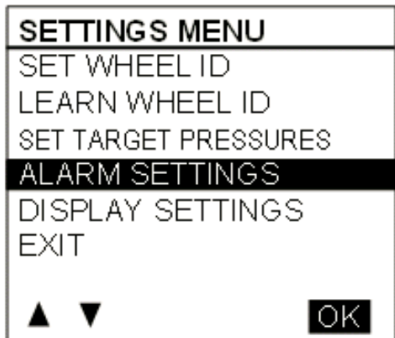 SETTINGS MENU
SET WHEEL ID
LEARN WHEEL ID
SET TARGET PRESSURES
ALARM SETTINGS
DISPLAY SETTINGS
EXIT
▲ ▼ OK